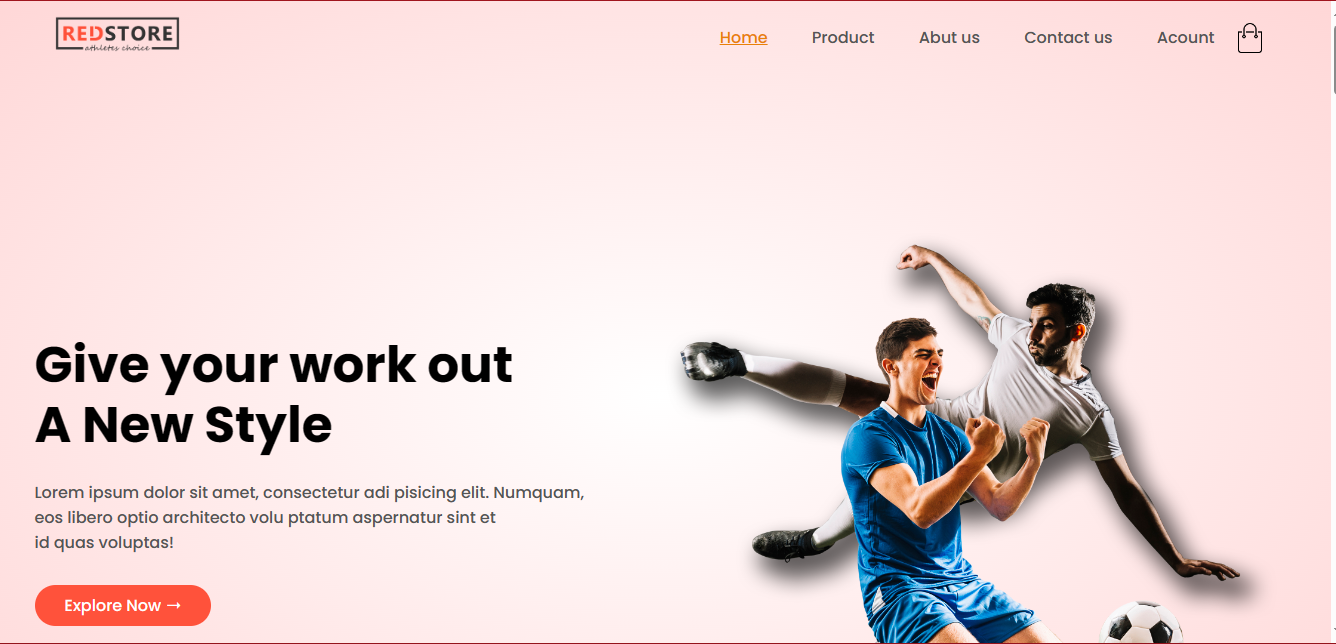 REDSTORE
athletes choice
Home Product Abut us Contact us Acount
Give your work out
A New Style
Lorem ipsum dolor sit amet, consectetur adi pisicing elit. Numquam,
eos libero optio architecto volu ptatum aspernatur sint et
id quas voluptas!
Explore Now →